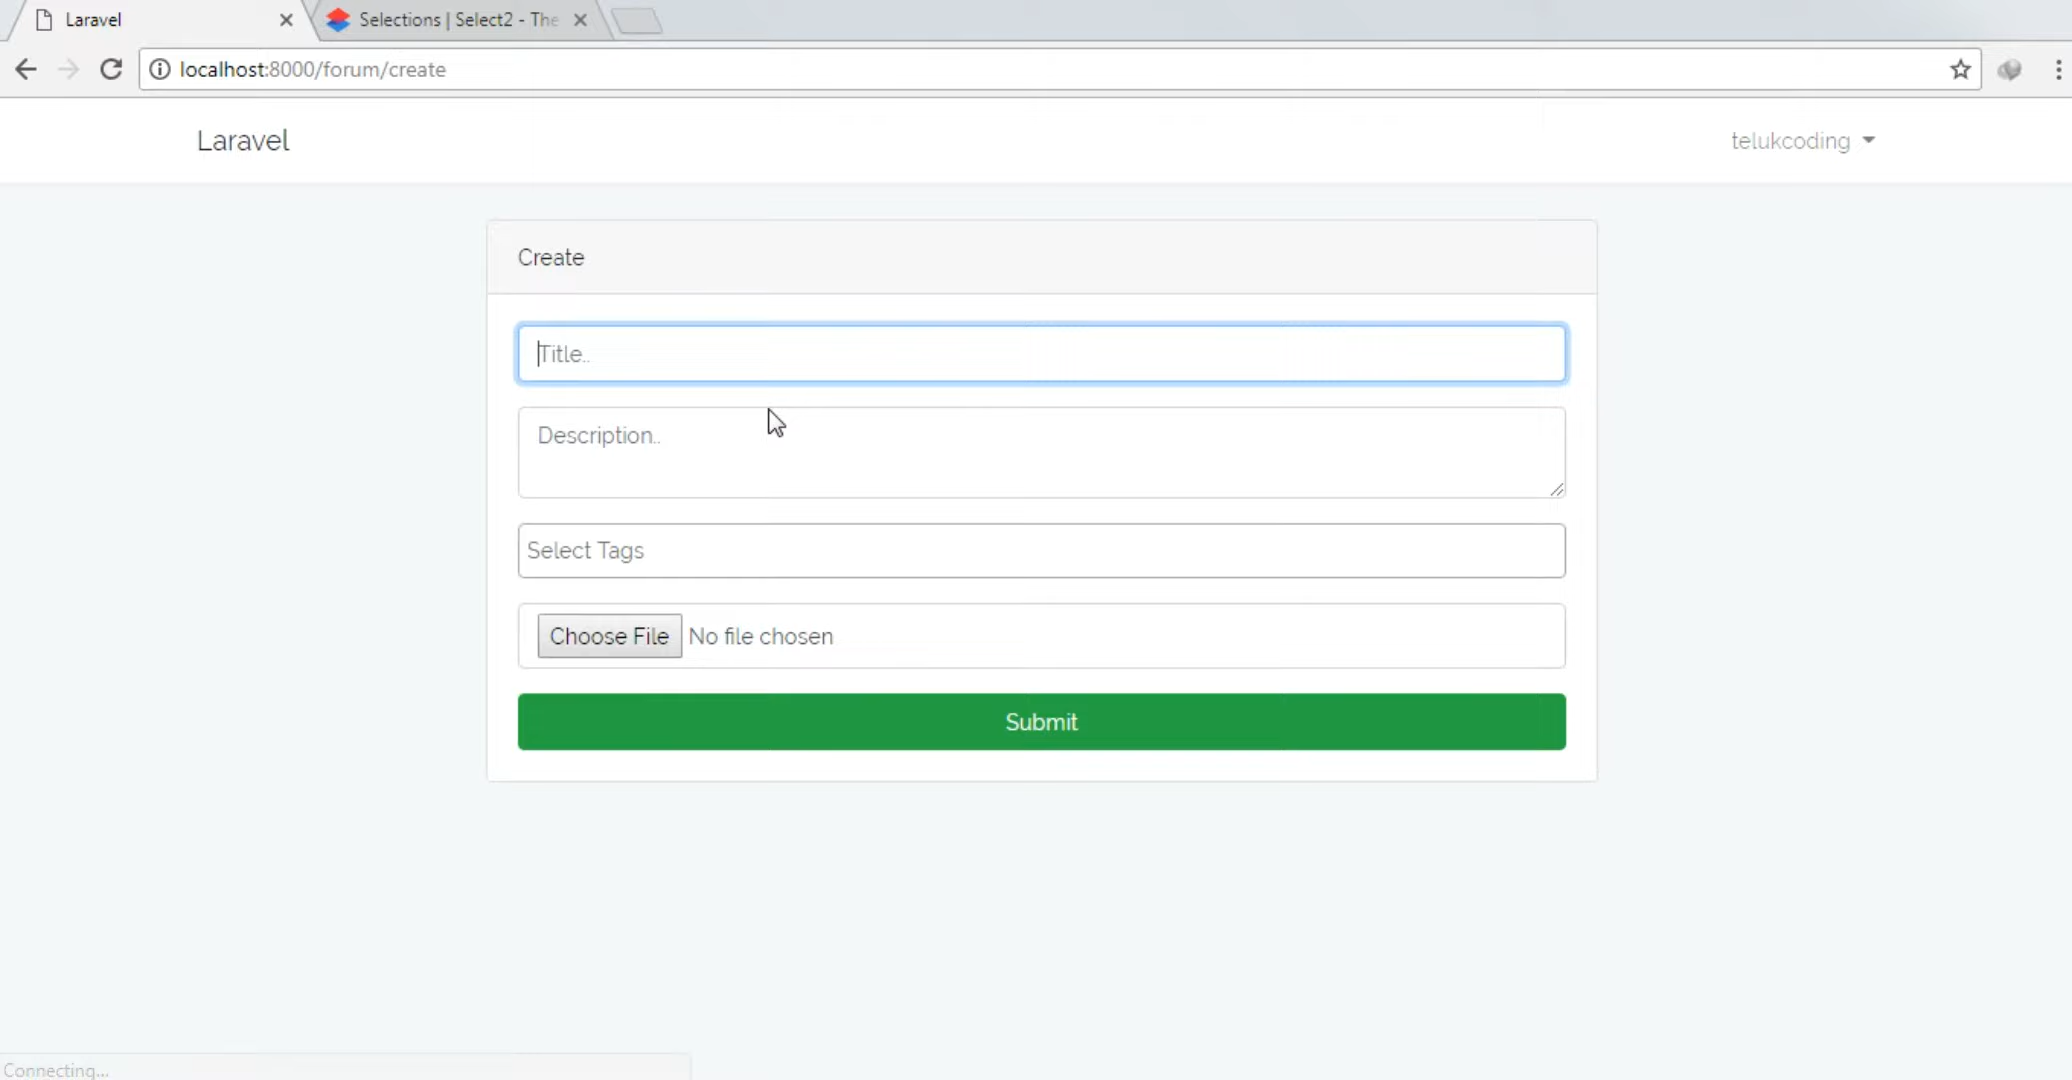 Laravel
Selections | Select2 - The
localhost:8000/forum/create
Laravel
telukcoding
Create
Title..
Description..
Select Tags
Choose File No file chosen
Submit
Connecting...